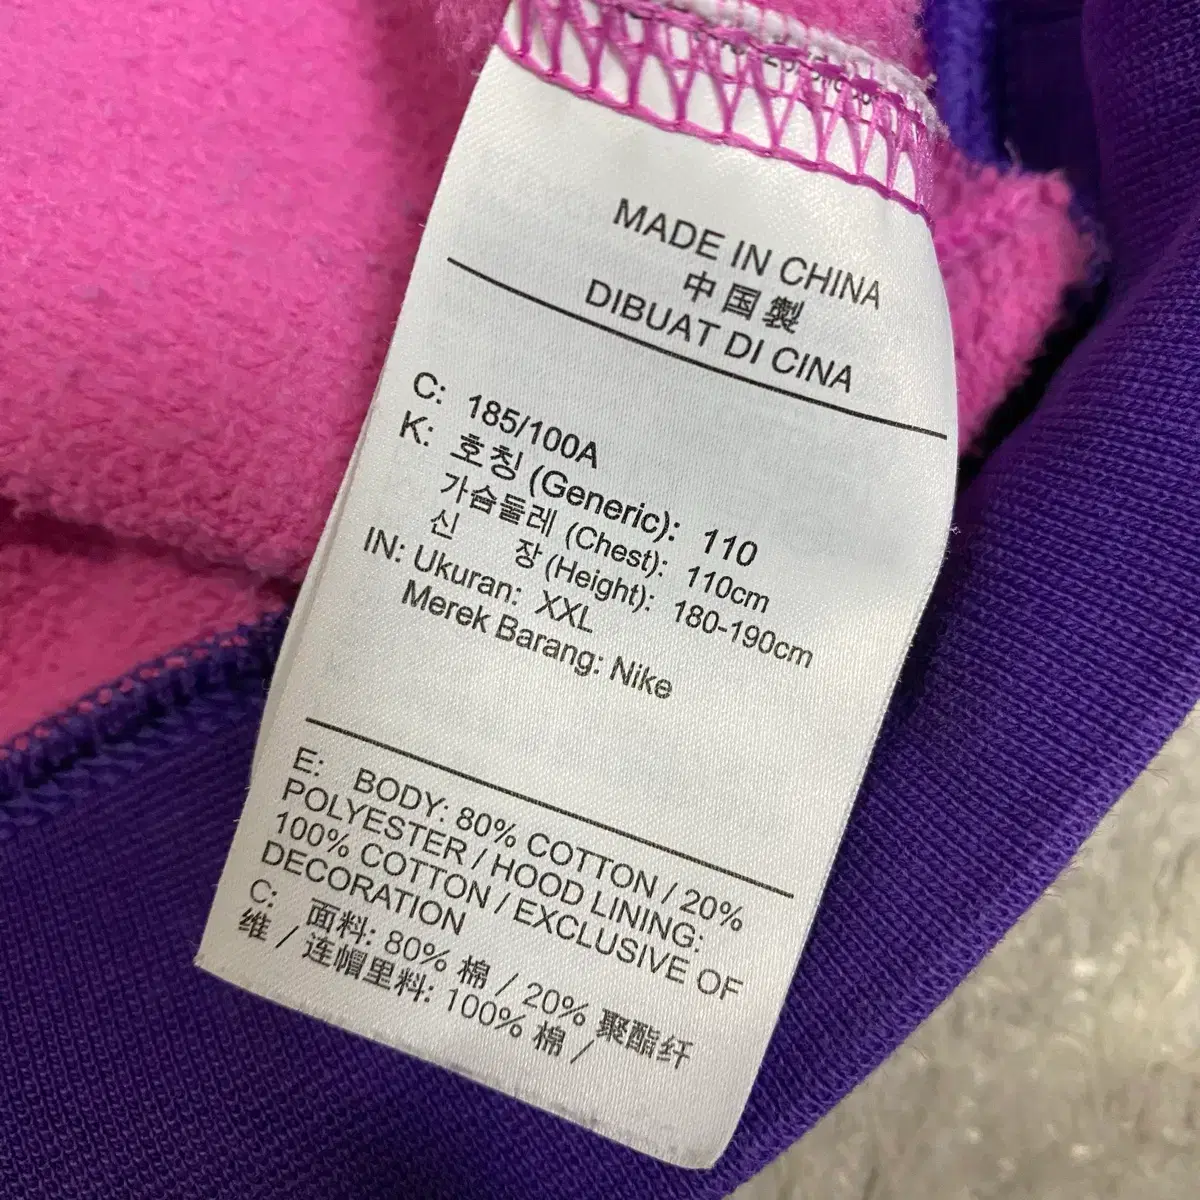 MADE IN CHINA
中国製
DIBUAT DI CINA
C: 185/100A
K: 호칭 (Generic): 110
가슴둘레 (Chest): 110cm
신 장 (Height): 180-190cm
IN: Ukuran: XXL
Merek Barang: Nike
E: BODY: 80% COTTON / 20%
POLYESTER / HOOD LINING:
100% COTTON / EXCLUSIVE OF
DECORATION
C: 面料: 80% 棉 / 20% 聚酯纤
维 / 连帽里料: 100% 棉 /